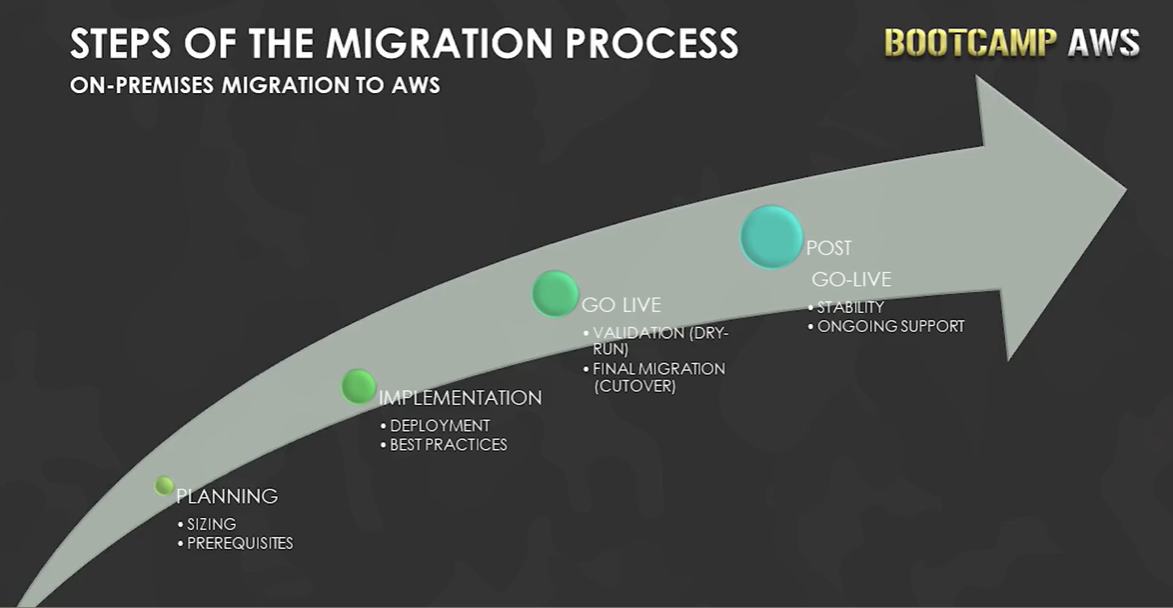 STEPS OF THE MIGRATION PROCESS
BOOTCAMP AWS
ON-PREMISES MIGRATION TO AWS
PLANNING
• SIZING
• PREREQUISITES
IMPLEMENTATION
• DEPLOYMENT
• BEST PRACTICES
GO LIVE
• VALIDATION (DRY-
RUN)
• FINAL MIGRATION
(CUTOVER)
POST
GO-LIVE
• STABILITY
• ONGOING SUPPORT